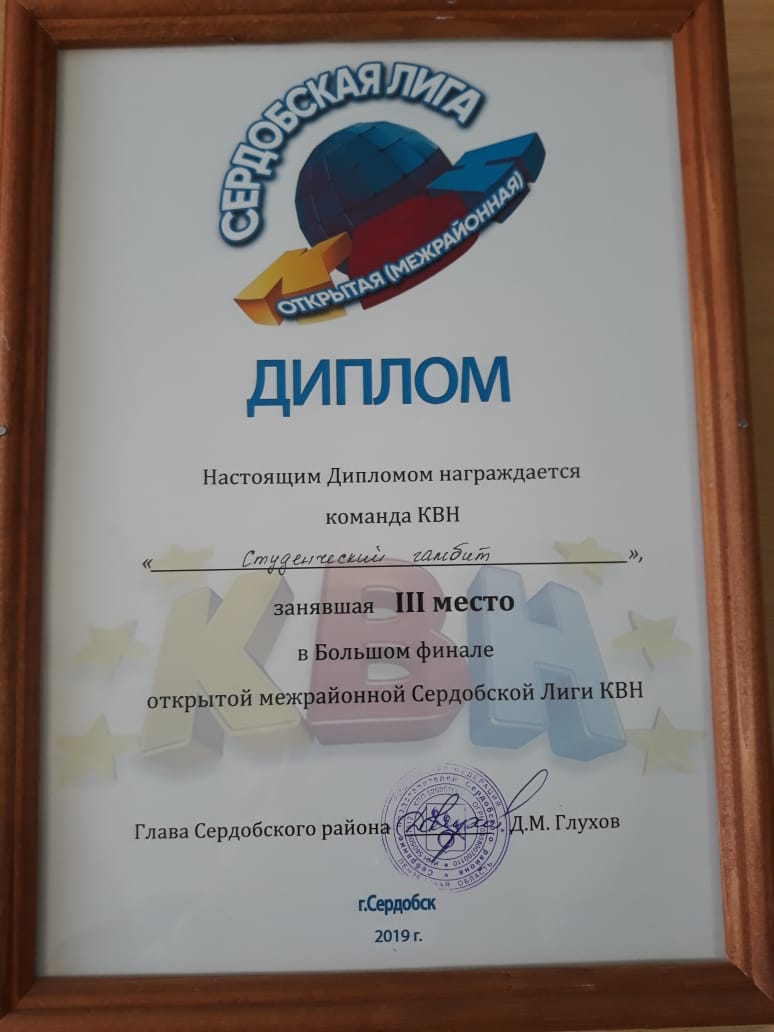 СЕРДОБСКАЯ ЛИГА
ОТКРЫТАЯ (МЕЖРАЙОННАЯ)
ДИПЛОМ
Настоящим Дипломом награждается
команда КВН
« Студенческий гамбит »,
занявшая III место
в Большом финале
открытой межрайонной Сердобской Лиги КВН
КВН
Глава Сердобского района Д.М. Глухов
г.Сердобск
2019 г.